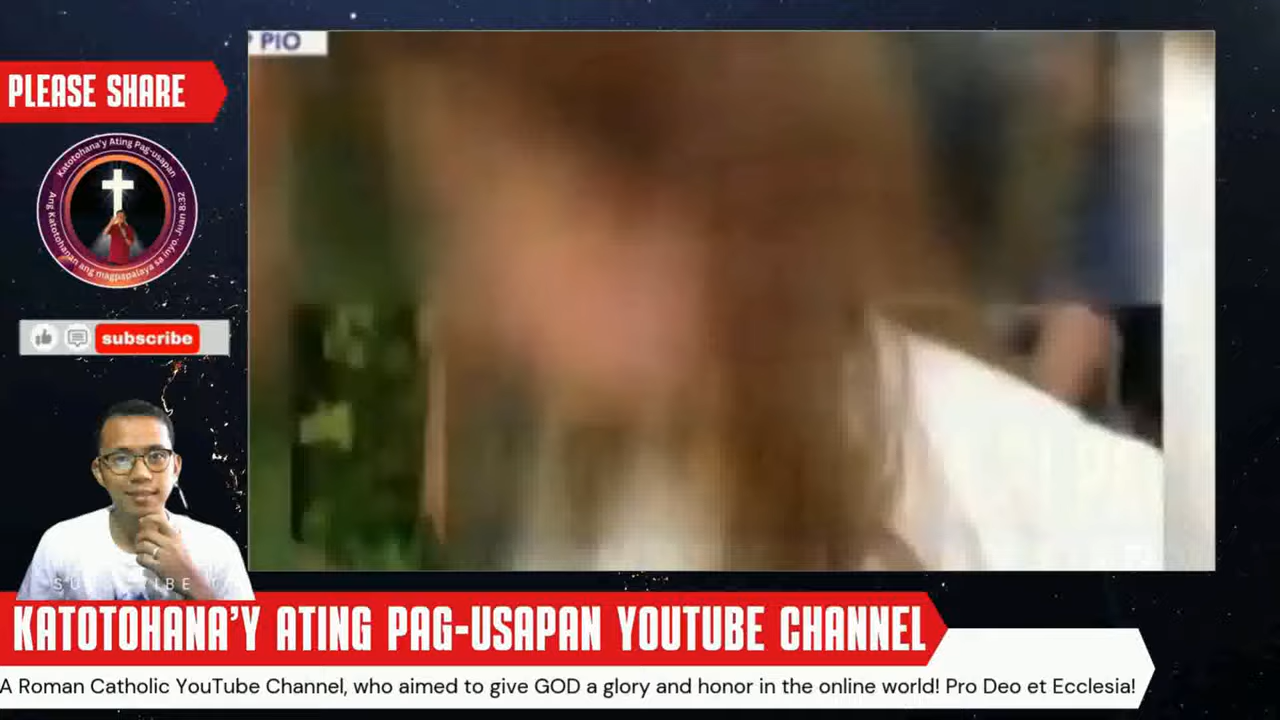 PIO
PLEASE SHARE
Katotohana'y Ating Pag-usapan
Ang Katotohanan ang magpapalaya sa inyo. Juan 8:32
subscribe
KATOTOHANA'Y ATING PAG-USAPAN YOUTUBE CHANNEL
A Roman Catholic YouTube Channel, who aimed to give GOD a glory and honor in the online world! Pro Deo et Ecclesia!